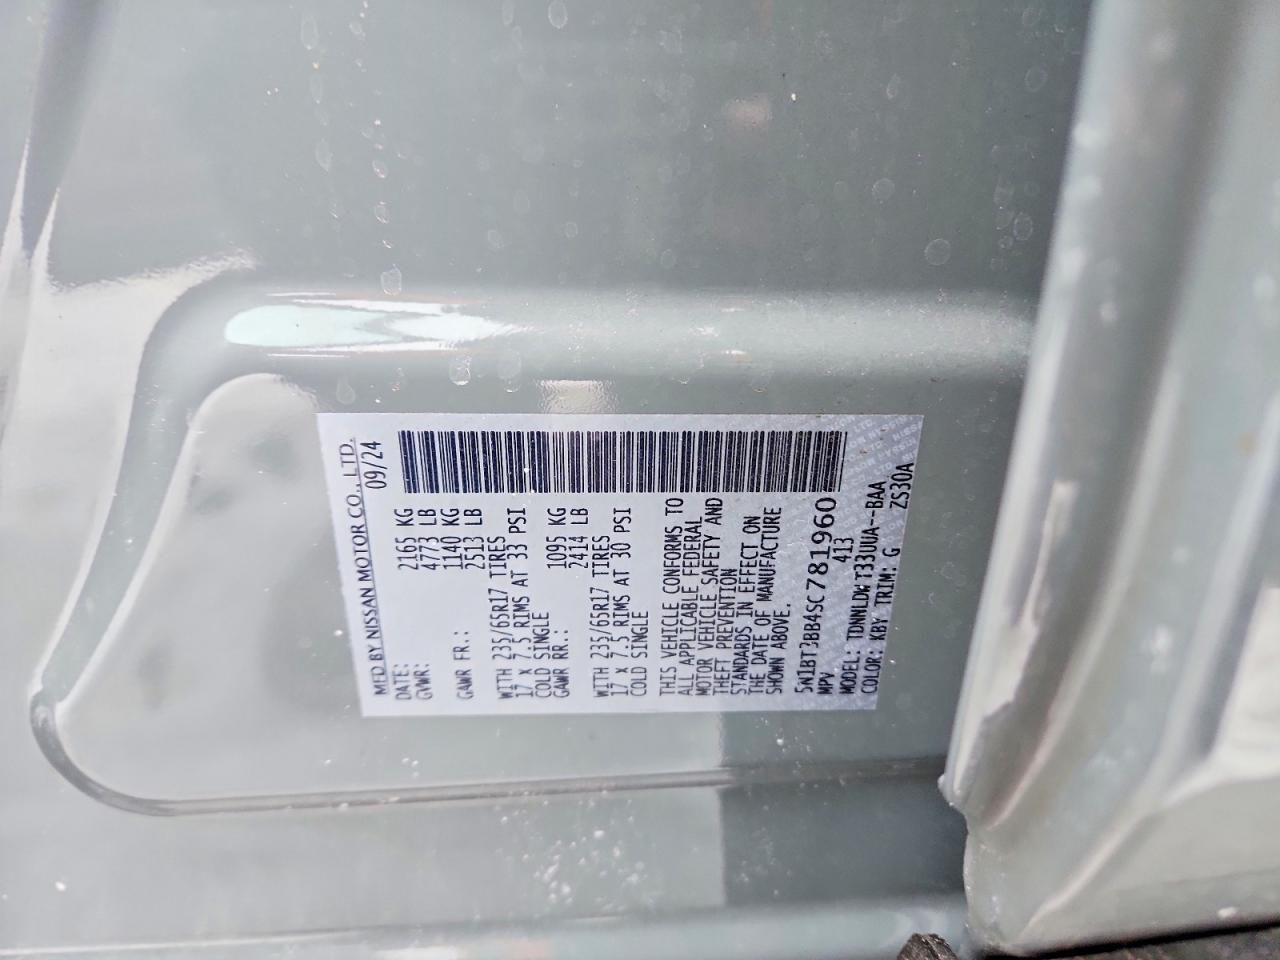 MFD BY NISSAN MOTOR CO., LTD.
DATE: 09/24
GVWR: 2165 KG
4773 LB
GAWR FR.: 1140 KG
2513 LB
WITH 235/65R17 TIRES
17 x 7.5 RIMS AT 33 PSI
COLD SINGLE
GAWR RR.: 1095 KG
2414 LB
WITH 235/65R17 TIRES
17 x 7.5 RIMS AT 30 PSI
COLD SINGLE
THIS VEHICLE CONFORMS TO
ALL APPLICABLE FEDERAL
MOTOR VEHICLE SAFETY AND
THEFT PREVENTION
STANDARDS IN EFFECT ON
THE DATE OF MANUFACTURE
SHOWN ABOVE.
5N1BT3BB4SC781960
MPV 413
MODEL: TDNNLDWT33UUA--BAA
COLOR: KBY TRIM: G ZS30A